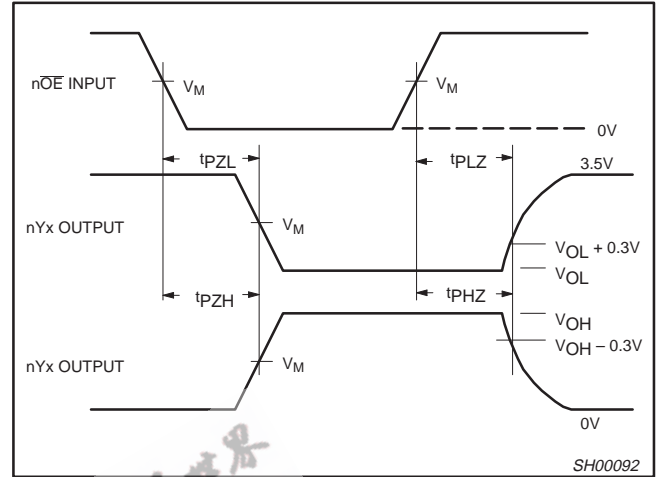 nOE INPUT
VM
VM
0V
tPZL
tPLZ
3.5V
nYx OUTPUT
VM
VOL + 0.3V
VOL
tPZH
tPHZ
VOH
VOH – 0.3V
nYx OUTPUT
VM
0V
SH00092